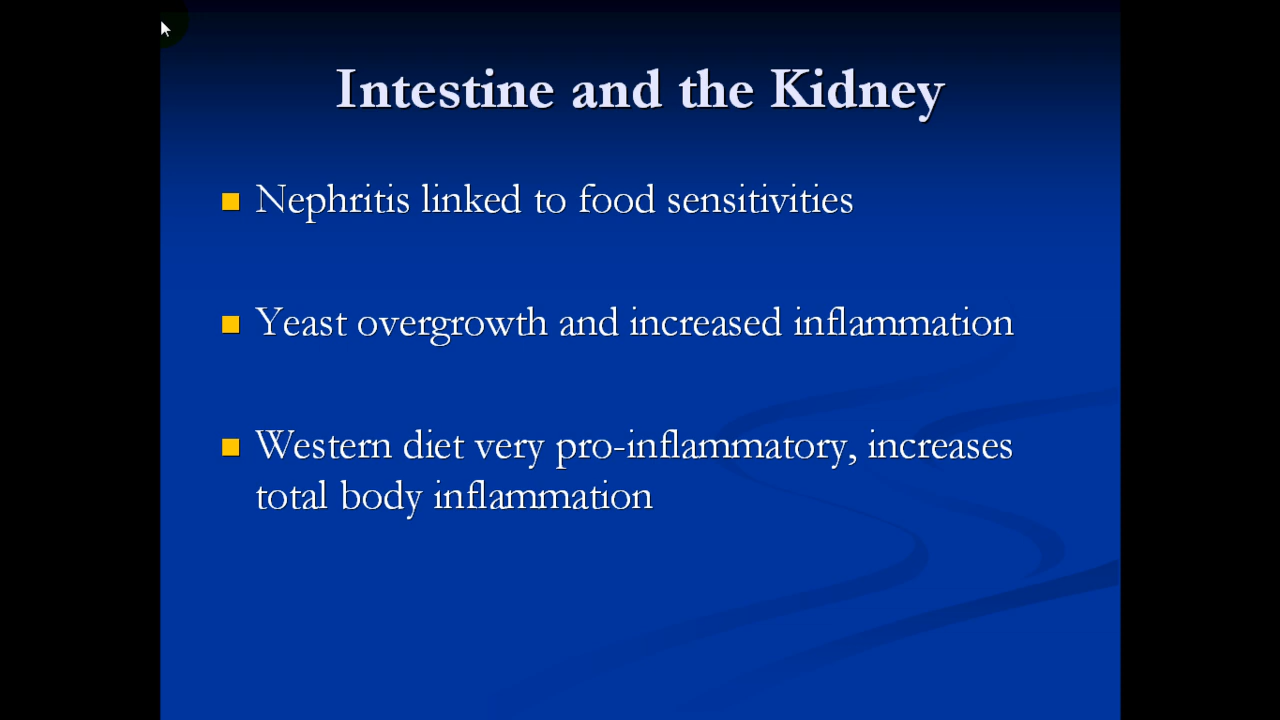 Intestine and the Kidney
Nephritis linked to food sensitivities
Yeast overgrowth and increased inflammation
Western diet very pro-inflammatory, increases
total body inflammation